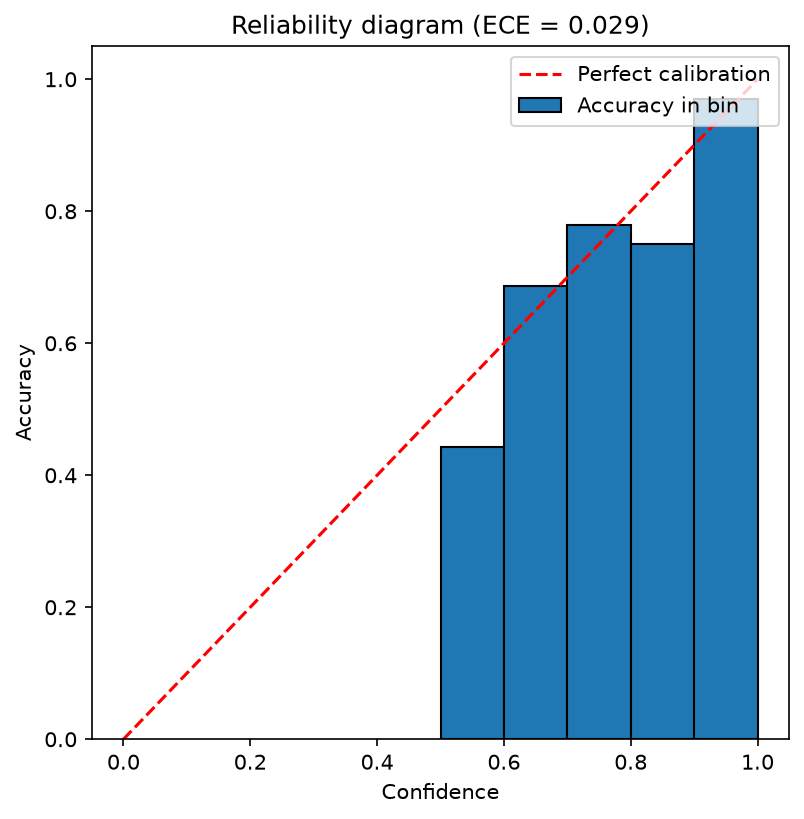 Reliability diagram (ECE = 0.029)
Perfect calibration
Accuracy in bin
1.0
0.8
0.6
0.4
0.2
0.0
Accuracy
0.0 0.2 0.4 0.6 0.8 1.0
Confidence